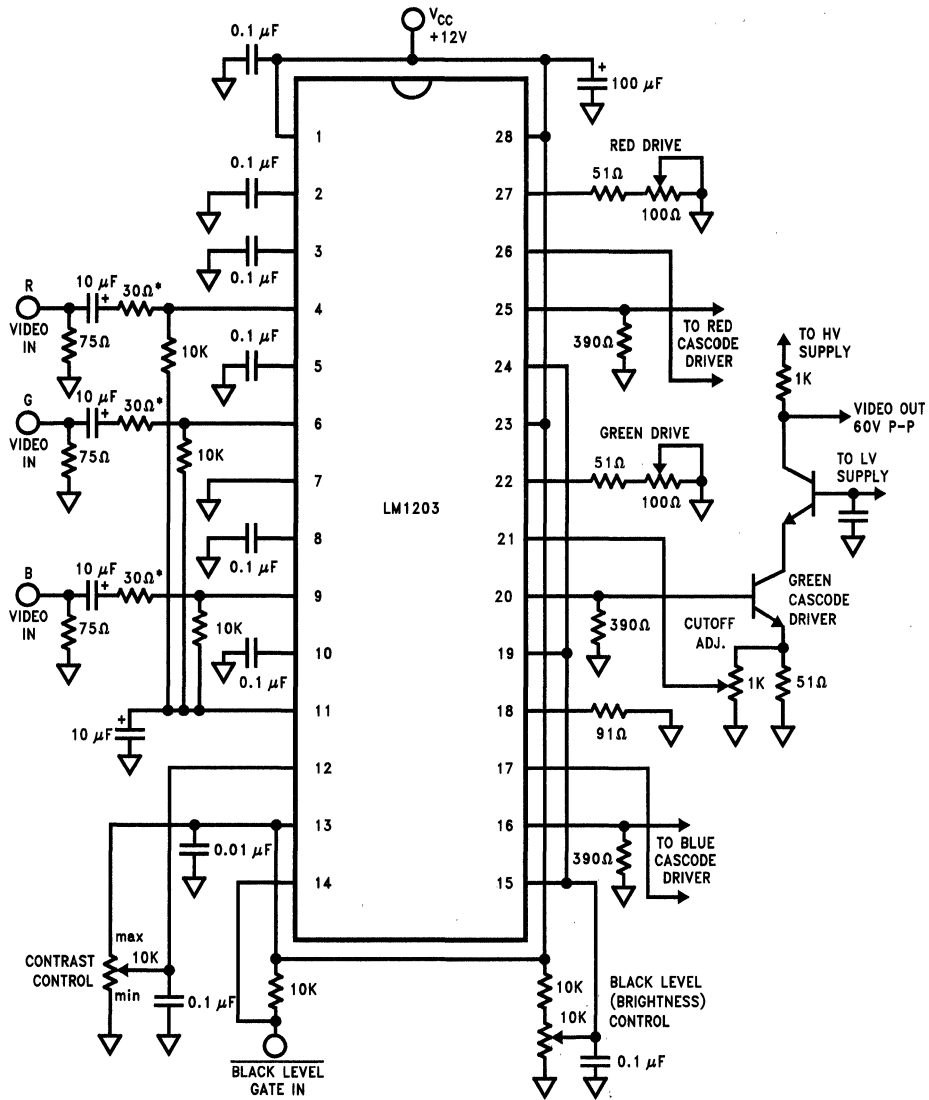 VCC
+12V
0.1 µF
+
100 µF
1
28
RED DRIVE
0.1 µF
51Ω
2
27
100Ω
3
26
0.1 µF
R
10 µF
+
30Ω*
4
25
VIDEO
IN
75Ω
10K
0.1 µF
390Ω
TO RED
CASCODE
DRIVER
TO HV
SUPPLY
5
24
1K
G
10 µF
+
30Ω*
6
23
VIDEO OUT
60V P-P
VIDEO
IN
75Ω
10K
GREEN DRIVE
51Ω
TO LV
SUPPLY
7
22
100Ω
LM1203
8
21
0.1 µF
B
10 µF
+
30Ω*
9
20
GREEN
CASCODE
DRIVER
VIDEO
IN
75Ω
10K
390Ω
CUTOFF
ADJ.
10
19
0.1 µF
1K
51Ω
+
10 µF
11
18
91Ω
12
17
13
16
0.01 µF
390Ω
TO BLUE
CASCODE
DRIVER
14
15
max
CONTRAST
CONTROL
10K
min
0.1 µF
10K
10K
10K
BLACK LEVEL
(BRIGHTNESS)
CONTROL
0.1 µF
BLACK LEVEL
GATE IN